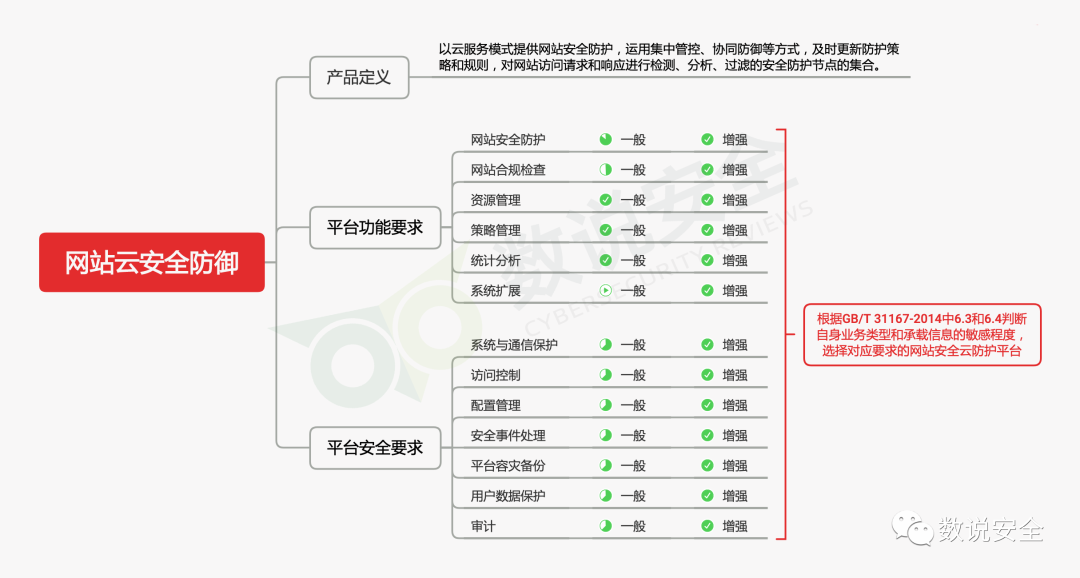 以云服务模式提供网站安全防护，运用集中管控、协同防御等方式，及时更新防护策
略和规则，对网站访问请求和响应进行检测、分析、过滤的安全防护节点的集合。
产品定义
网站安全防护 一般 增强
网站合规检查 一般 增强
资源管理 一般 增强
平台功能要求
策略管理 一般 增强
统计分析 一般 增强
系统扩展 一般 增强
网站云安全防御
数说安全
CYBERSECURITY REVIEWS
根据GB/T 31167-2014中6.3和6.4判断
自身业务类型和承载信息的敏感程度，
选择对应要求的网站安全云防护平台
系统与通信保护 一般 增强
访问控制 一般 增强
配置管理 一般 增强
安全事件处理 一般 增强
平台安全要求
平台容灾备份 一般 增强
用户数据保护 一般 增强
审计 一般 增强
数说安全